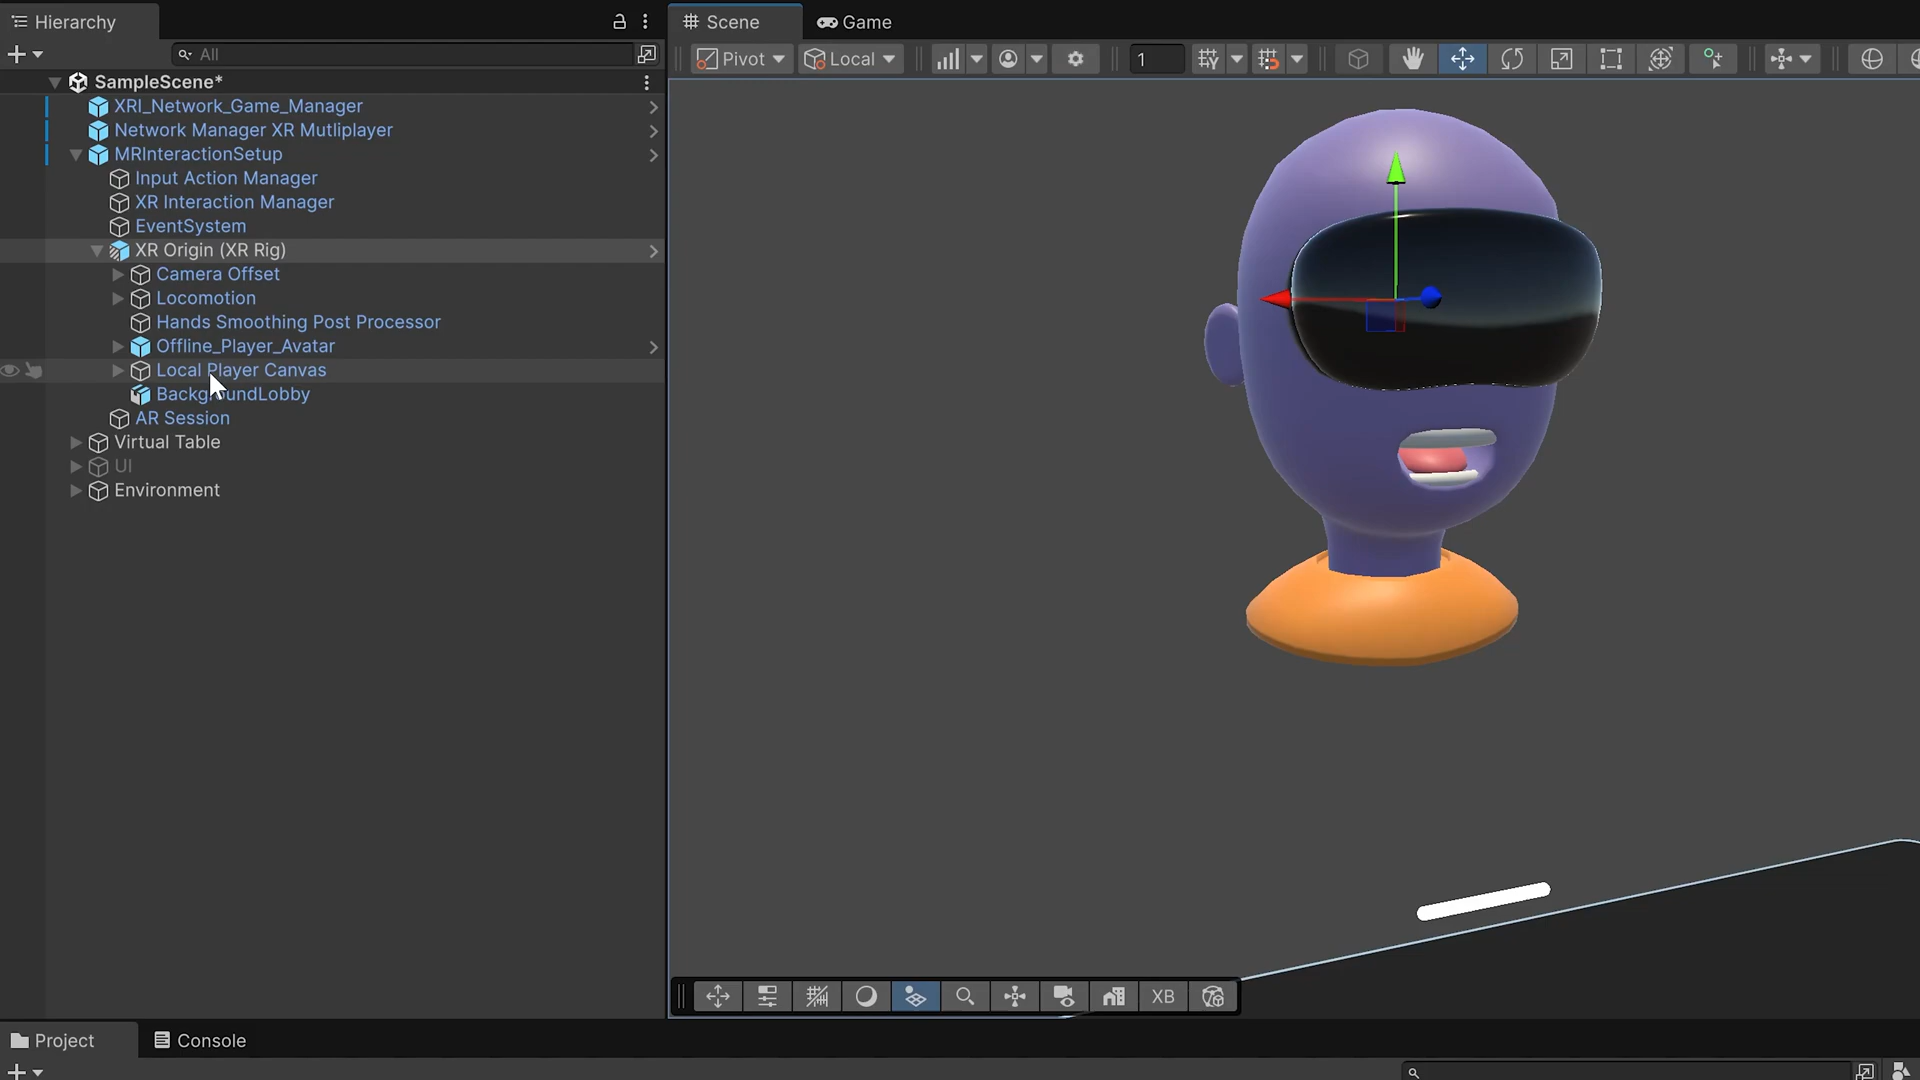 Hierarchy
All
SampleScene*
XRI_Network_Game_Manager
Network Manager XR Mutliplayer
MRInteractionSetup
Input Action Manager
XR Interaction Manager
EventSystem
XR Origin (XR Rig)
Camera Offset
Locomotion
Hands Smoothing Post Processor
Offline_Player_Avatar
Local Player Canvas
BackgroundLobby
AR Session
Virtual Table
UI
Environment
Scene
Game
Pivot
Local
1
XB
Project
Console